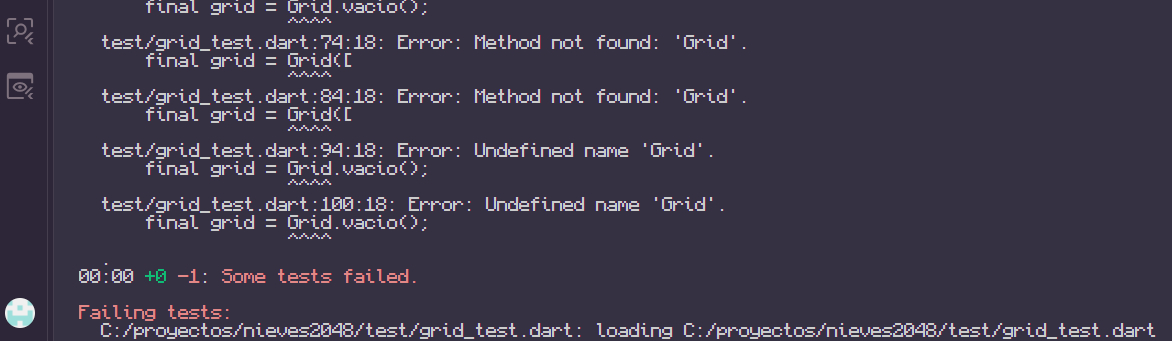 final grid = Grid.vacio();
^^^^
test/grid_test.dart:74:18: Error: Method not found: 'Grid'.
final grid = Grid([
^^^^
test/grid_test.dart:84:18: Error: Method not found: 'Grid'.
final grid = Grid([
^^^^
test/grid_test.dart:94:18: Error: Undefined name 'Grid'.
final grid = Grid.vacio();
^^^^
test/grid_test.dart:100:18: Error: Undefined name 'Grid'.
final grid = Grid.vacio();
^^^^
.
00:00 +0 -1: Some tests failed.
Failing tests:
C:/proyectos/nieves2048/test/grid_test.dart: loading C:/proyectos/nieves2048/test/grid_test.dart